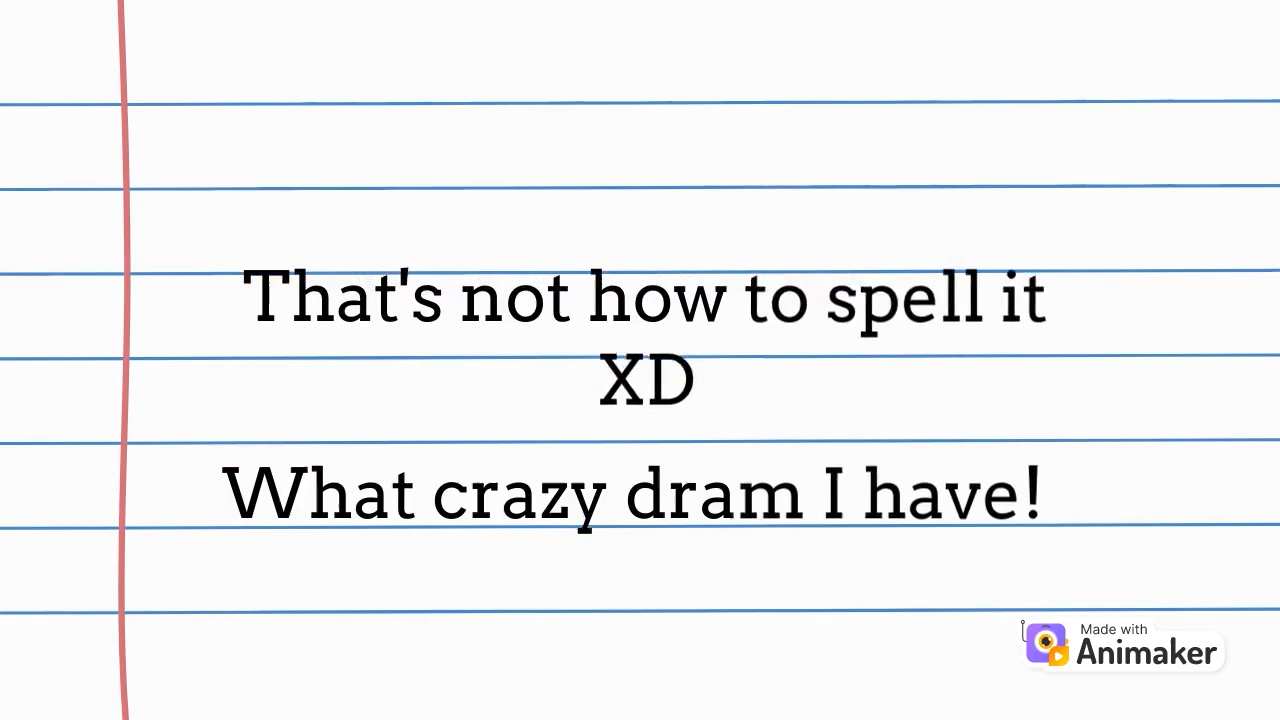 That's not how to spell it
XD
What crazy dram I have!
Made with
Animaker